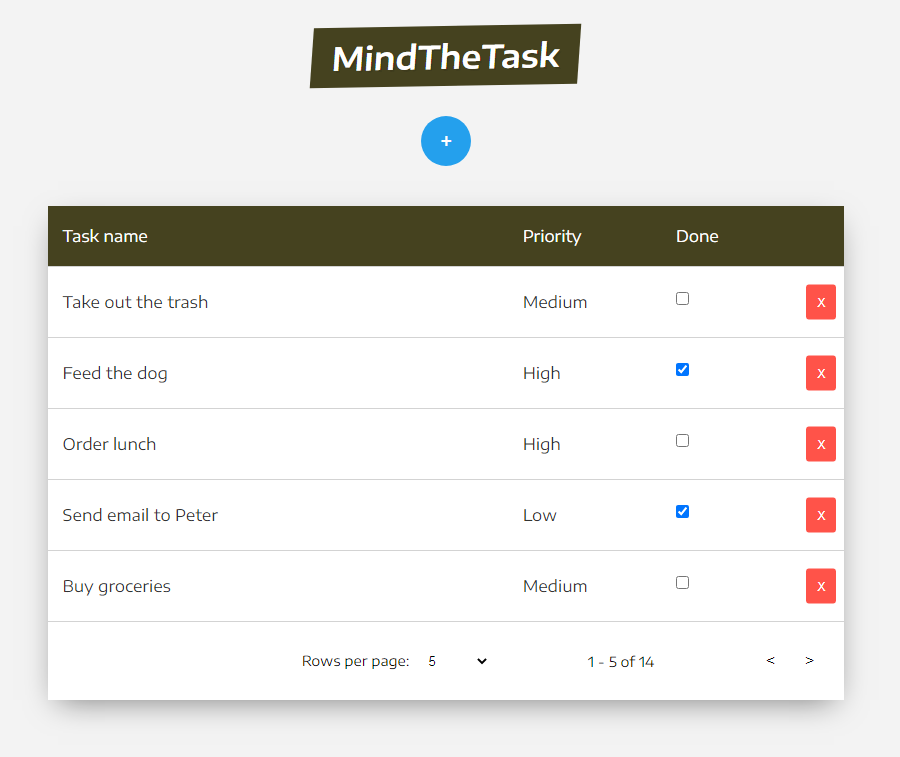 MindTheTask
+
Task name Priority Done
Take out the trash Medium X
Feed the dog High X
Order lunch High X
Send email to Peter Low X
Buy groceries Medium X
Rows per page: 5 1 - 5 of 14 < >